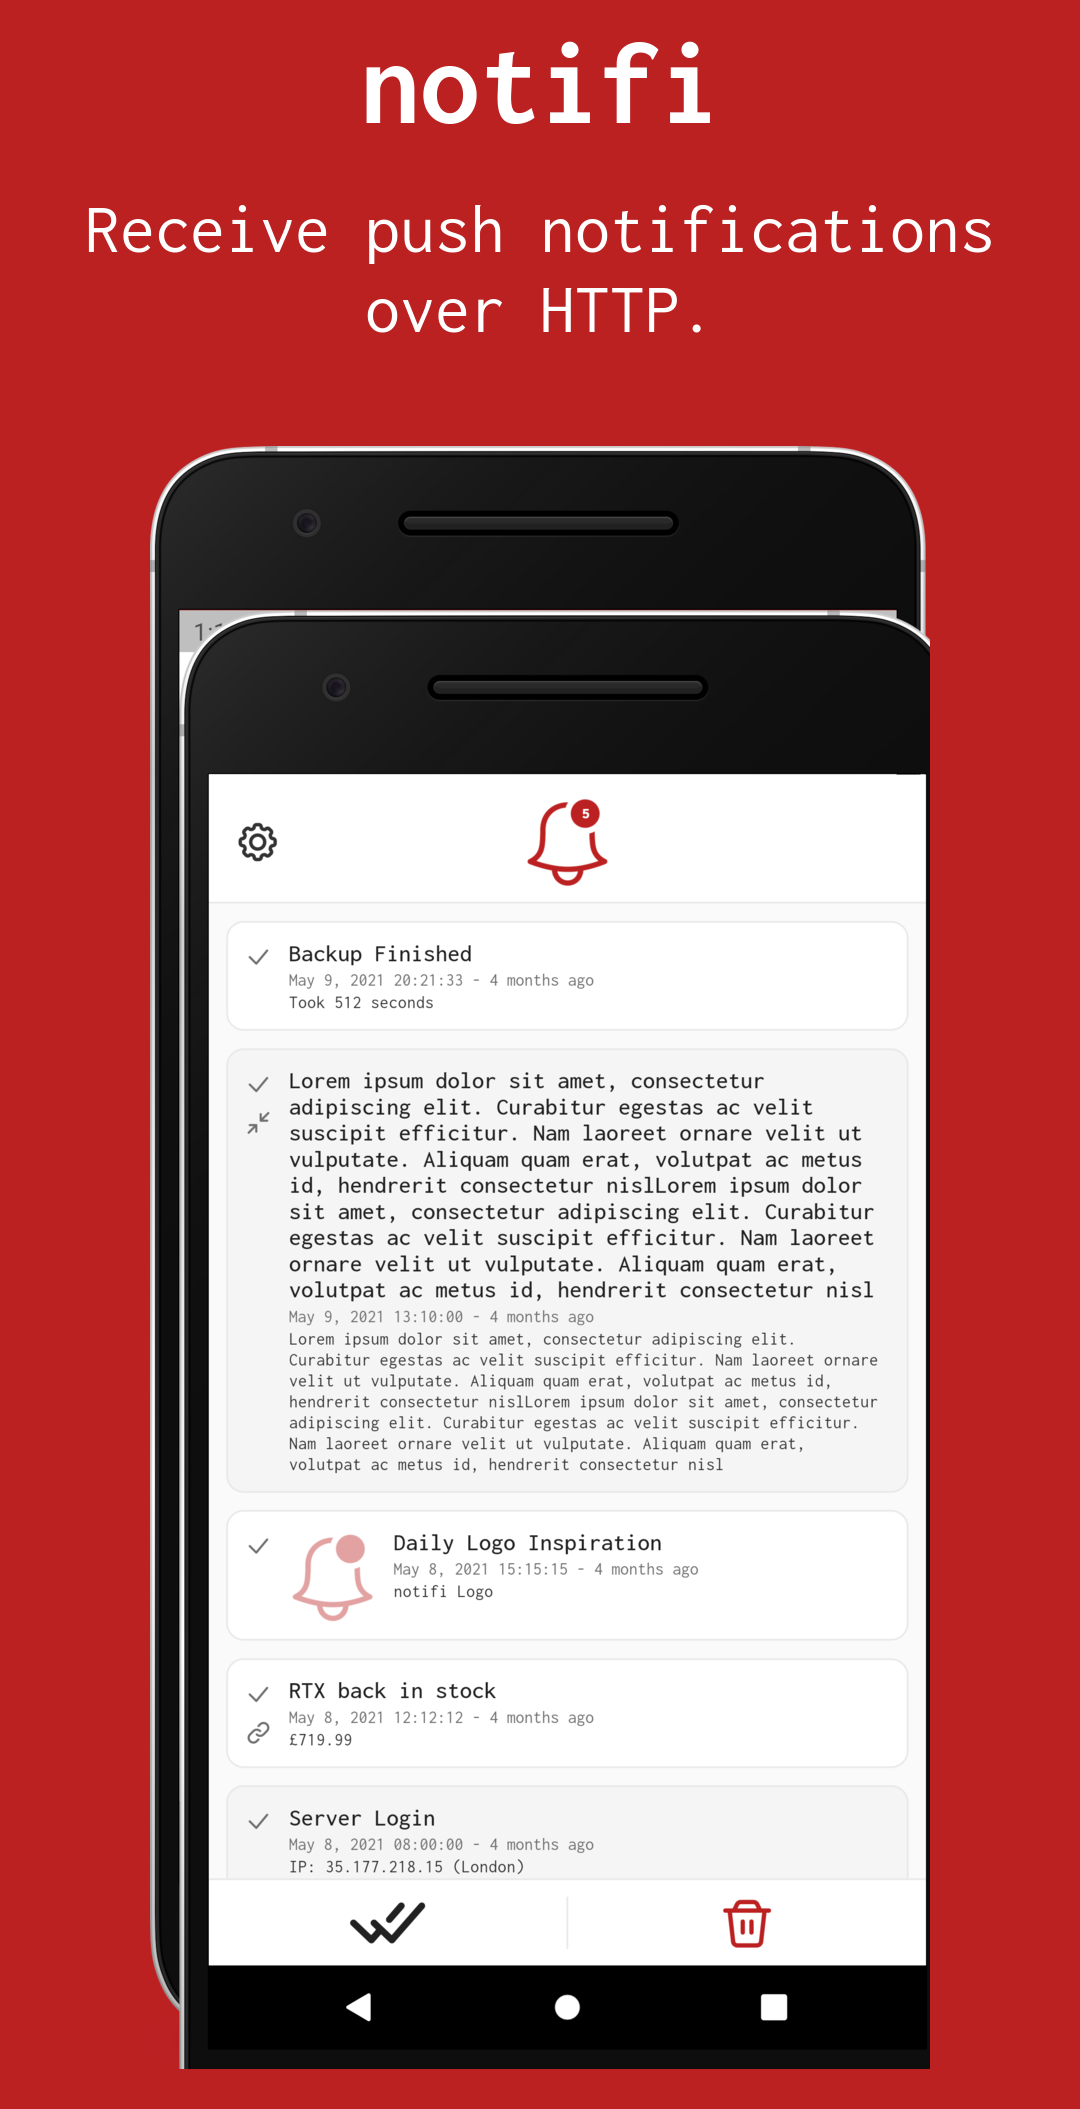 notifi
Receive push notifications
over HTTP.
5
Backup Finished
May 9, 2021 20:21:33 - 4 months ago
Took 512 seconds
Lorem ipsum dolor sit amet, consectetur
adipiscing elit. Curabitur egestas ac velit
suscipit efficitur. Nam laoreet ornare velit ut
vulputate. Aliquam quam erat, volutpat ac metus
id, hendrerit consectetur nislLorem ipsum dolor
sit amet, consectetur adipiscing elit. Curabitur
egestas ac velit suscipit efficitur. Nam laoreet
ornare velit ut vulputate. Aliquam quam erat,
volutpat ac metus id, hendrerit consectetur nisl
May 9, 2021 13:10:00 - 4 months ago
Lorem ipsum dolor sit amet, consectetur adipiscing elit.
Curabitur egestas ac velit suscipit efficitur. Nam laoreet ornare
velit ut vulputate. Aliquam quam erat, volutpat ac metus id,
hendrerit consectetur nislLorem ipsum dolor sit amet, consectetur
adipiscing elit. Curabitur egestas ac velit suscipit efficitur.
Nam laoreet ornare velit ut vulputate. Aliquam quam erat,
volutpat ac metus id, hendrerit consectetur nisl
Daily Logo Inspiration
May 8, 2021 15:15:15 - 4 months ago
notifi Logo
RTX back in stock
May 8, 2021 12:12:12 - 4 months ago
£719.99
Server Login
May 8, 2021 08:00:00 - 4 months ago
IP: 35.177.218.15 (London)